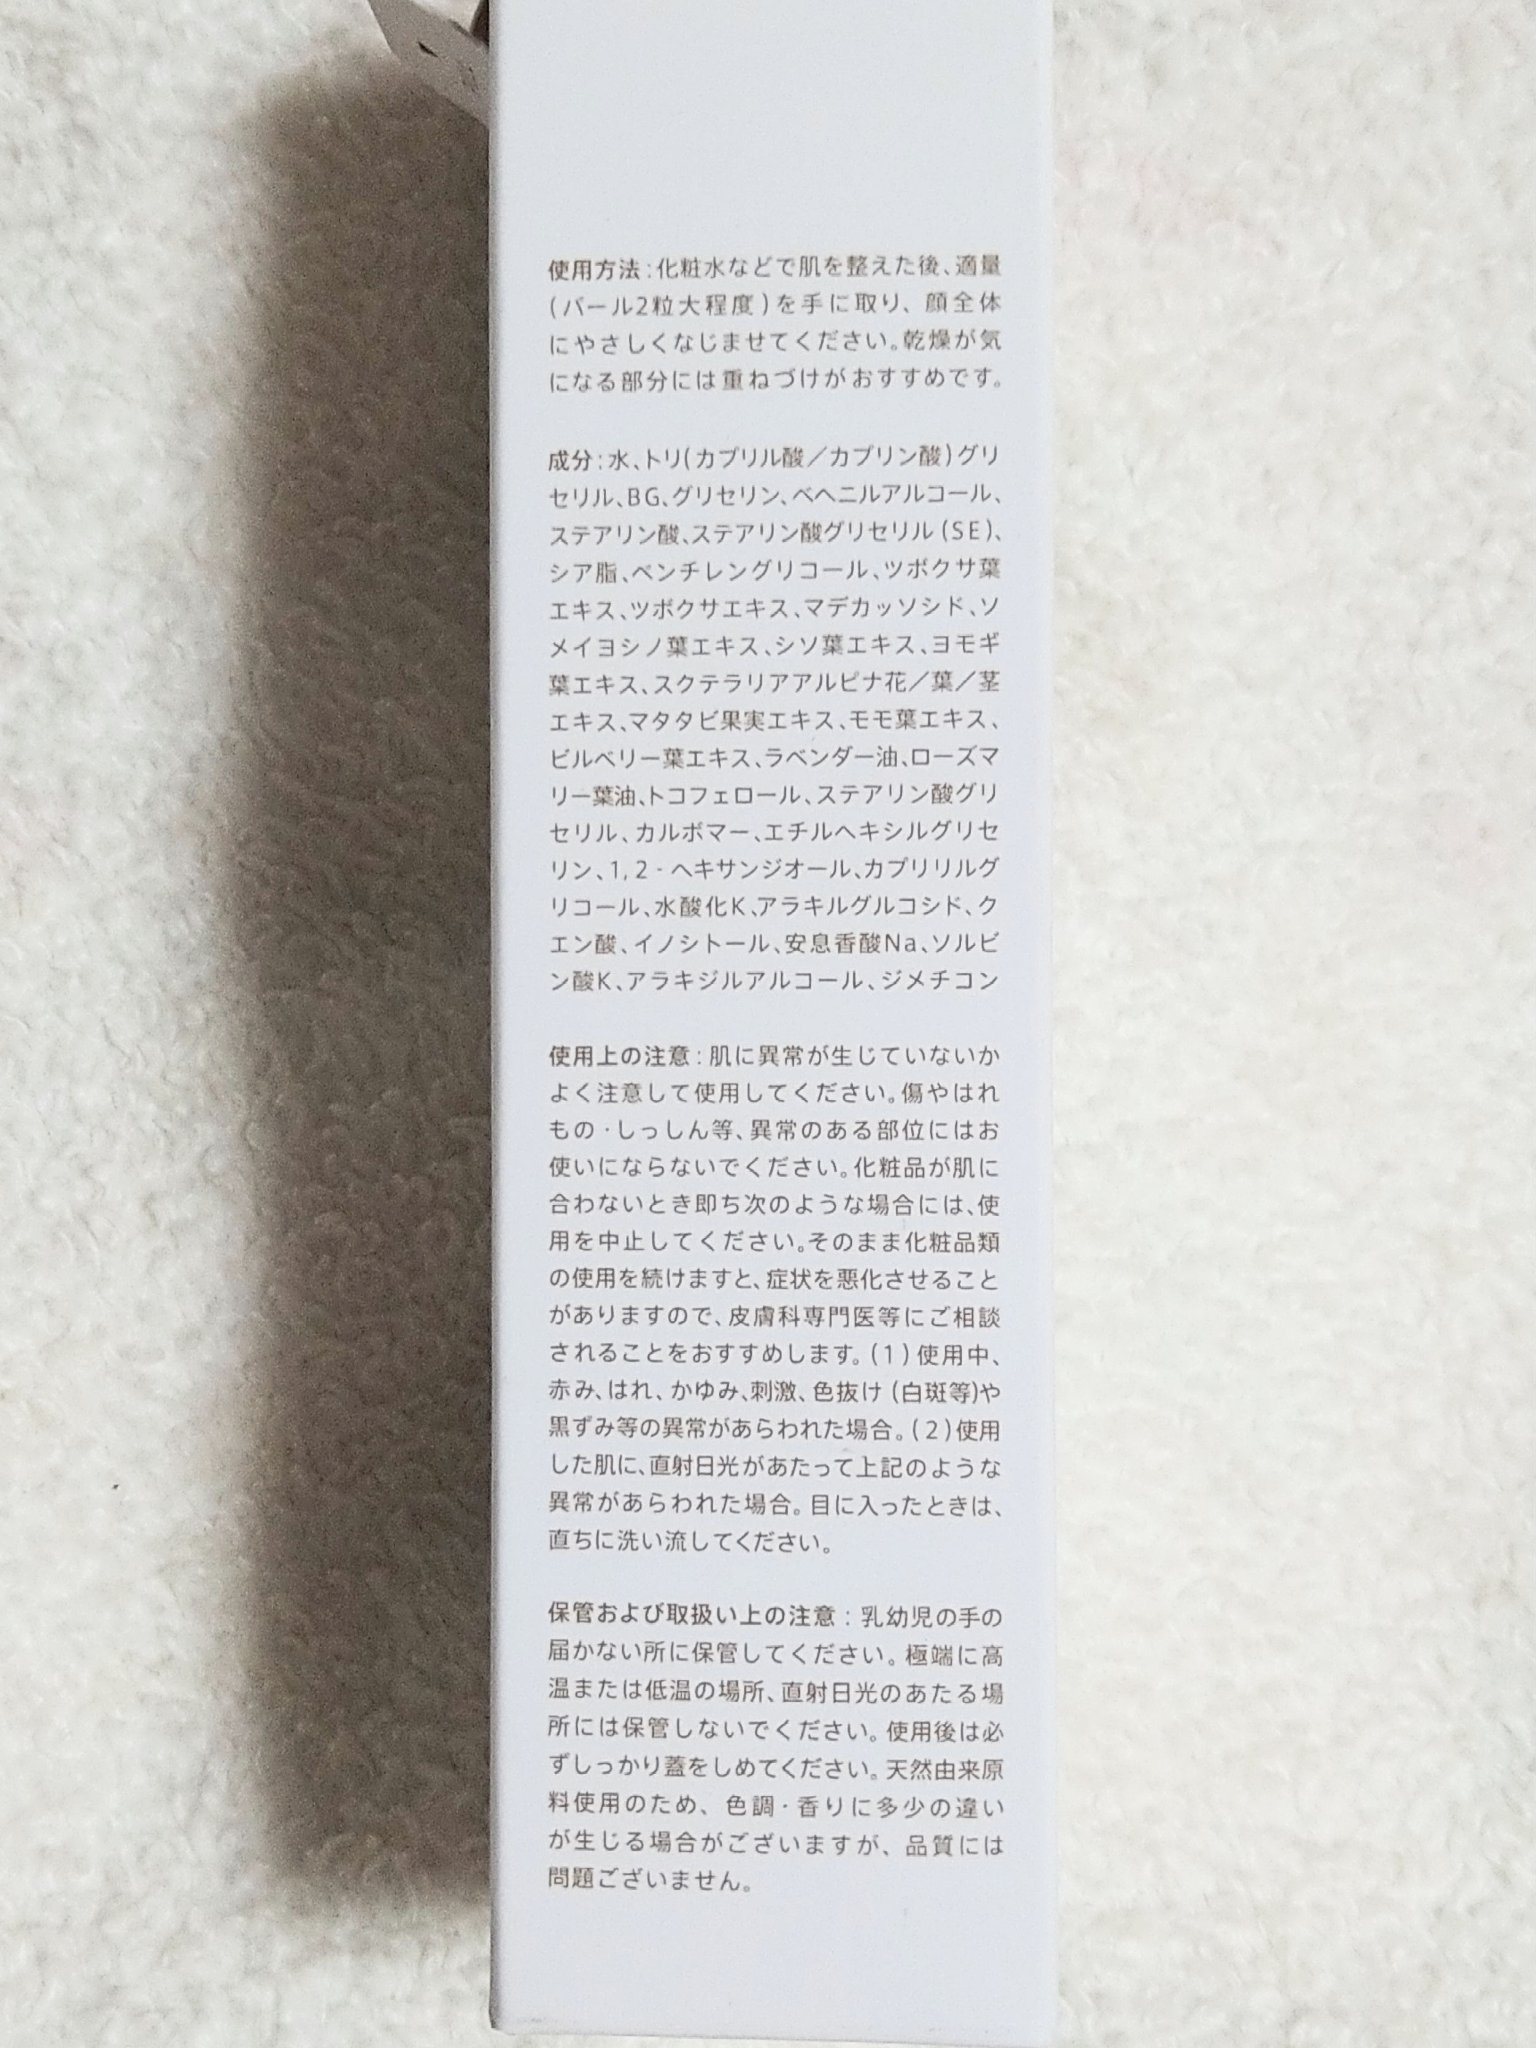 使用方法：化粧水などで肌を整えた後、適量
(パール2粒大程度)を手に取り、顔全体
にやさしくなじませてください。乾燥が気
になる部分には重ねづけがおすすめです。
成分：水、トリ(カプリル酸／カプリン酸)グリ
セリル、BG、グリセリン、ベヘニルアルコール、
ステアリン酸、ステアリン酸グリセリル(SE)、
シア脂、ペンチレングリコール、ツボクサ葉
エキス、ツボクサエキス、マデカッソシド、ソ
メイヨシノ葉エキス、シソ葉エキス、ヨモギ
葉エキス、スクテラリアアルピナ花／葉／茎
エキス、マタタビ果実エキス、モモ葉エキス、
ビルベリー葉エキス、ラベンダー油、ローズマ
リー葉油、トコフェロール、ステアリン酸グリ
セリル、カルボマー、エチルヘキシルグリセ
リン、1,2-ヘキサンジオール、カプリリルグ
リコール、水酸化K、アラキルグルコシド、ク
エン酸、イノシトール、安息香酸Na、ソルビ
ン酸K、アラキジルアルコール、ジメチコン
使用上の注意：肌に異常が生じていないか
よく注意して使用してください。傷やはれ
もの・しっしん等、異常のある部位にはお
使いにならないでください。化粧品が肌に
合わないとき即ち次のような場合には、使
用を中止してください。そのまま化粧品類
の使用を続けますと、症状を悪化させること
がありますので、皮膚科専門医等にご相談
されることをおすすめします。(1)使用中、
赤み、はれ、かゆみ、刺激、色抜け(白斑等)や
黒ずみ等の異常があらわれた場合。(2)使用
した肌に、直射日光があたって上記のような
異常があらわれた場合。目に入ったときは、
直ちに洗い流してください。
保管および取扱い上の注意：乳幼児の手の
届かない所に保管してください。極端に高
温または低温の場所、直射日光のあたる場
所には保管しないでください。使用後は必
ずしっかり蓋をしめてください。天然由来原
料使用のため、色調・香りに多少の違い
が生じる場合がございますが、品質には
問題ございません。